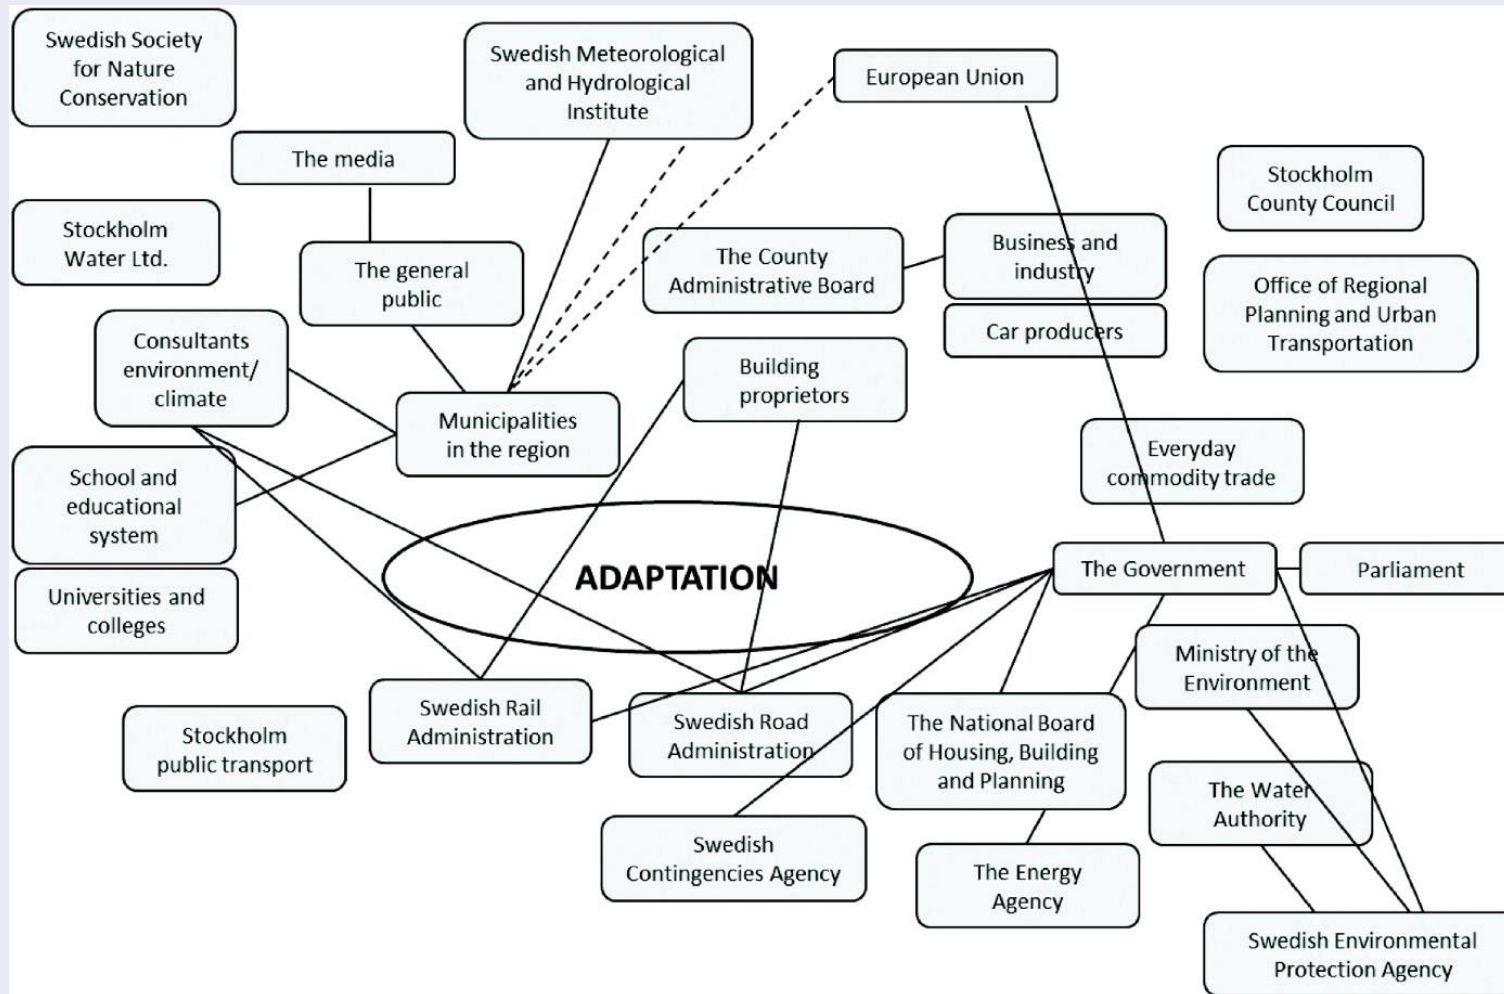 Swedish Society
for Nature
Conservation
Swedish Meteorological
and Hydrological
Institute
European Union
The media
Stockholm
County Council
Stockholm
Water Ltd.
The general
public
The County
Administrative Board
Business and
industry
Office of Regional
Planning and Urban
Transportation
Car producers
Consultants
environment/
climate
Building
proprietors
Municipalities
in the region
Everyday
commodity trade
School and
educational
system
ADAPTATION
The Government
Parliament
Universities and
colleges
Ministry of the
Environment
Swedish Rail
Administration
Swedish Road
Administration
The National Board
of Housing, Building
and Planning
Stockholm
public transport
The Water
Authority
Swedish
Contingencies Agency
The Energy
Agency
Swedish Environmental
Protection Agency